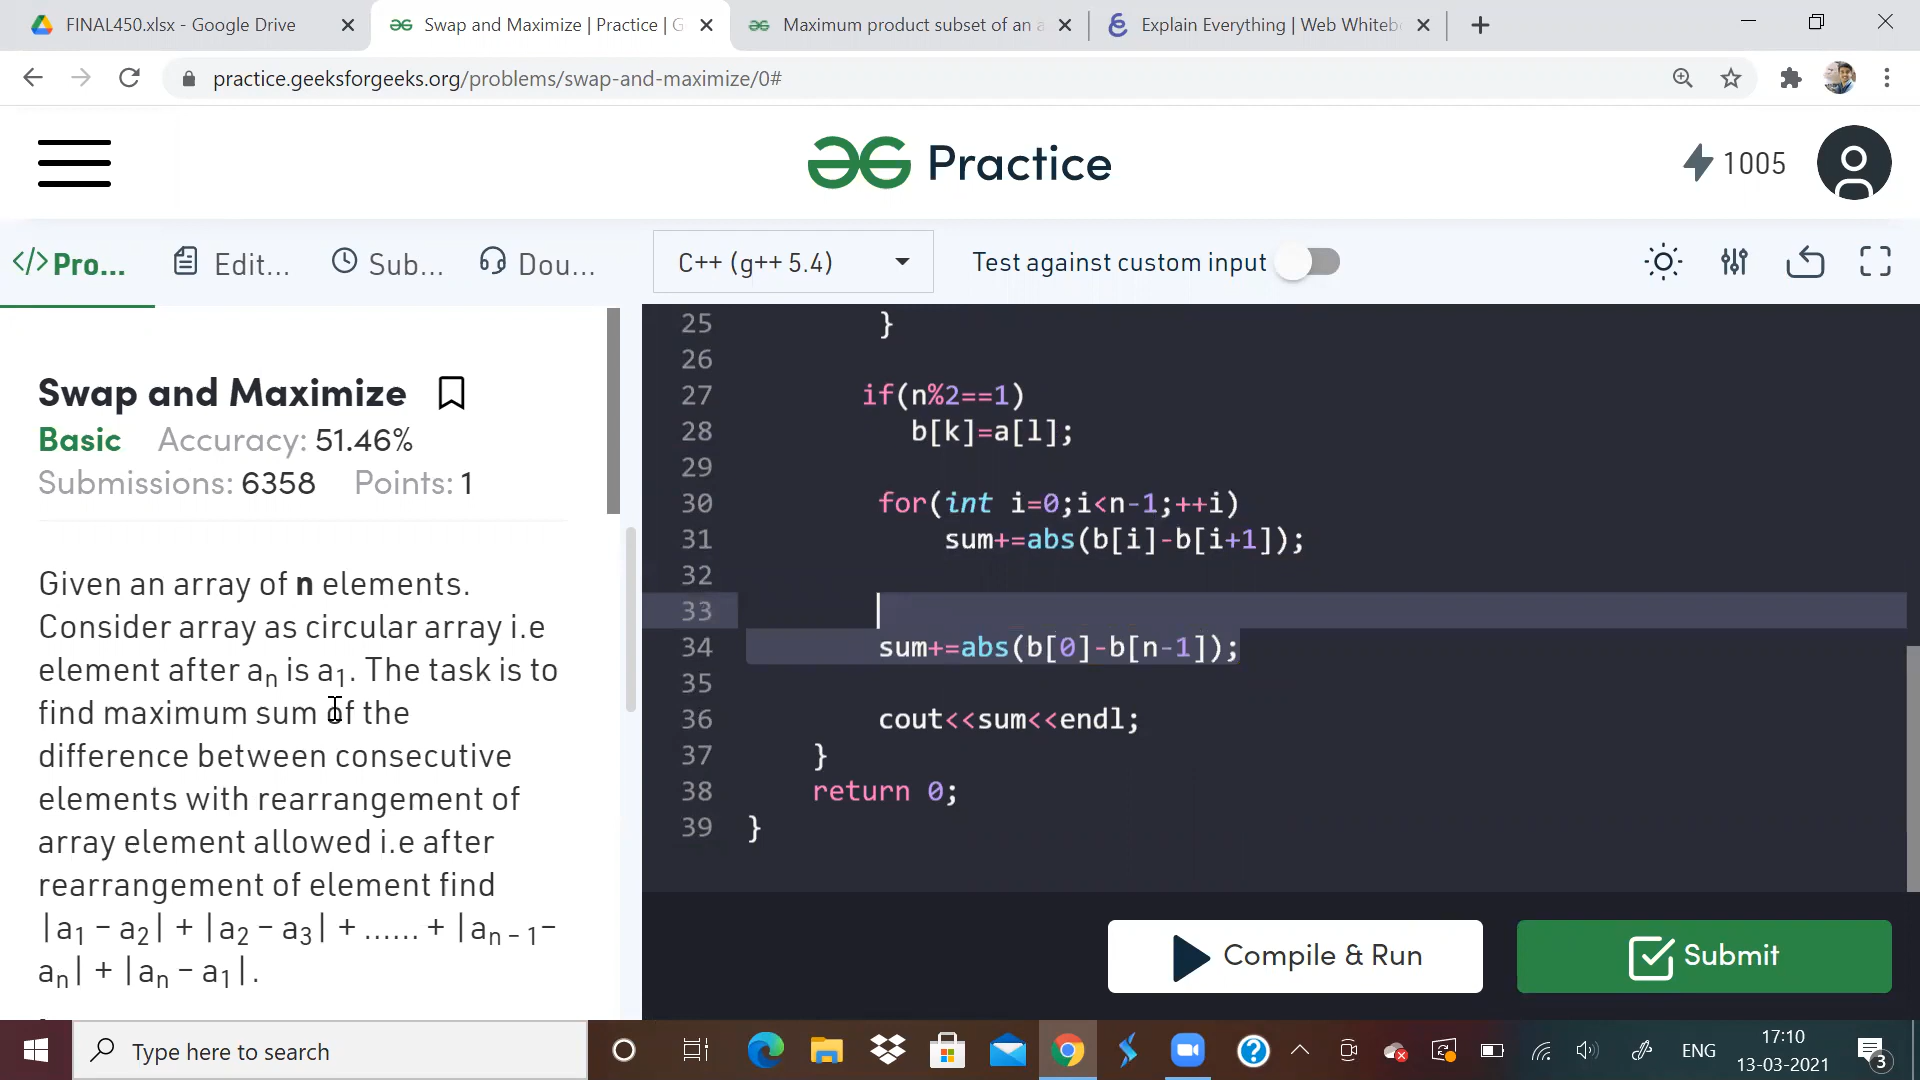 FINAL450.xlsx - Google Drive
Swap and Maximize | Practice | G
Maximum product subset of an a
Explain Everything | Web Whiteb
practice.geeksforgeeks.org/problems/swap-and-maximize/0#
Practice
1005
</>Pro...
Edit...
Sub...
Dou...
C++ (g++ 5.4)
Test against custom input
Swap and Maximize
Basic Accuracy: 51.46%
Submissions: 6358 Points: 1
Given an array of n elements.
Consider array as circular array i.e
element after aₙ is a₁. The task is to
find maximum sum of the
difference between consecutive
elements with rearrangement of
array element allowed i.e after
rearrangement of element find
|a₁ − a₂| + |a₂ − a₃| + ...... + |aₙ ₋ ₁ −
aₙ| + |aₙ − a₁|.
25 }
26
27 if(n%2==1)
28 b[k]=a[l];
29
30 for(int i=0;i<n-1;++i)
31 sum+=abs(b[i]-b[i+1]);
32
33
34 sum+=abs(b[0]-b[n-1]);
35
36 cout<<sum<<endl;
37 }
38 return 0;
39 }
Compile & Run
Submit
Type here to search
ENG
17:10
13-03-2021
3